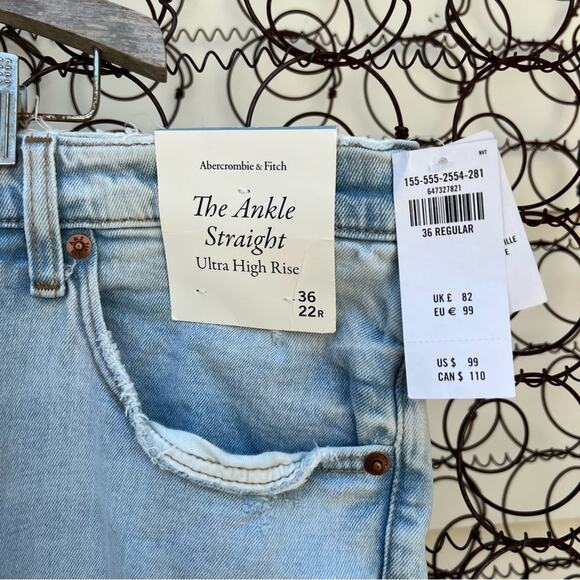 Abercrombie & Fitch
The Ankle
Straight
Ultra High Rise
36
22R
NVT
155-555-2554-281
647327821
36 REGULAR
UK £ 82
EU € 99
US $ 99
CAN $ 110